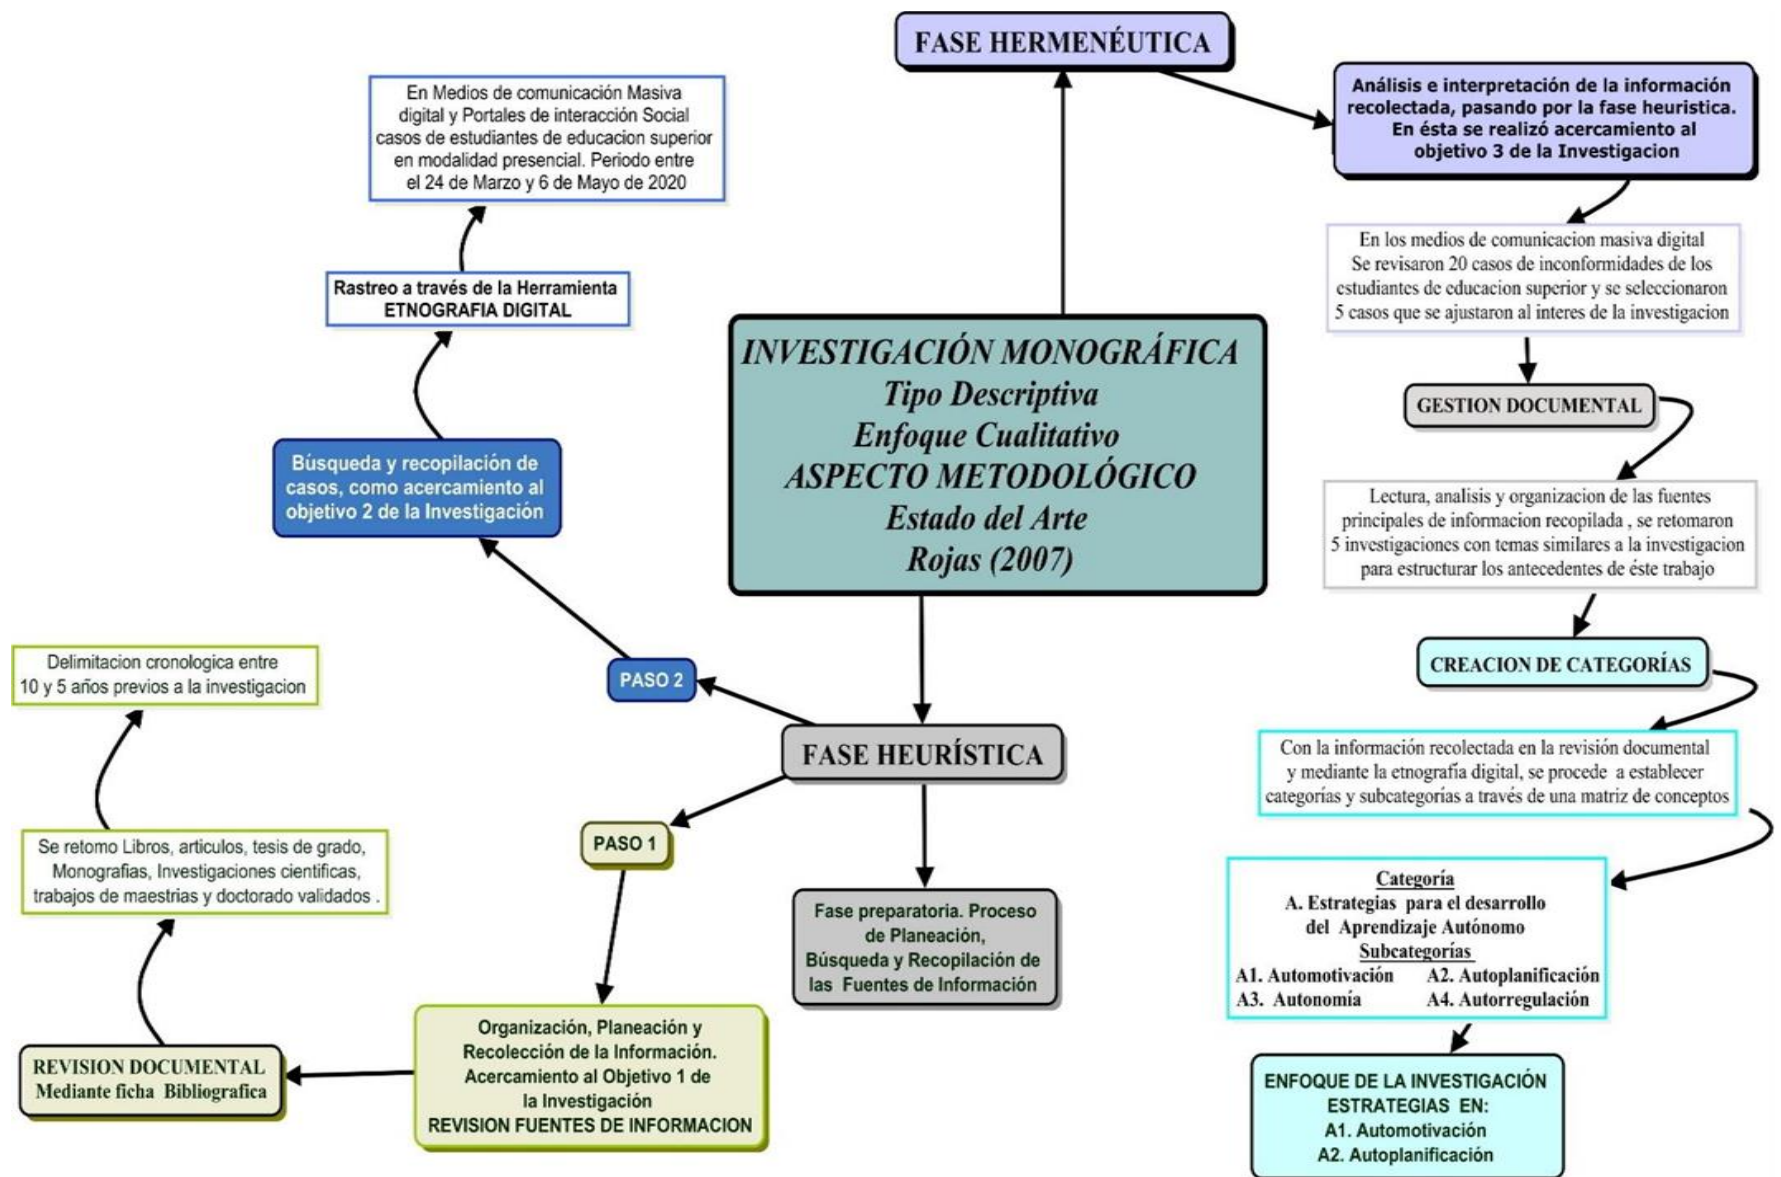 FASE HERMENÉUTICA
Análisis e interpretación de la información
recolectada, pasando por la fase heuristica.
En ésta se realizó acercamiento al
objetivo 3 de la Investigacion
En los medios de comunicacion masiva digital
Se revisaron 20 casos de inconformidades de los
estudiantes de educacion superior y se seleccionaron
5 casos que se ajustaron al interes de la investigacion
GESTION DOCUMENTAL
Lectura, analisis y organizacion de las fuentes
principales de informacion recopilada , se retomaron
5 investigaciones con temas similares a la investigacion
para estructurar los antecedentes de éste trabajo
CREACION DE CATEGORÍAS
Con la información recolectada en la revisión documental
y mediante la etnografía digital, se procede a establecer
categorías y subcategorías a través de una matriz de conceptos
Categoría
A. Estrategias para el desarrollo
del Aprendizaje Autónomo
Subcategorías
A1. Automotivación A2. Autoplanificación
A3. Autonomía A4. Autorregulación
ENFOQUE DE LA INVESTIGACIÓN
ESTRATEGIAS EN:
A1. Automotivación
A2. Autoplanificación
INVESTIGACIÓN MONOGRÁFICA
Tipo Descriptiva
Enfoque Cualitativo
ASPECTO METODOLÓGICO
Estado del Arte
Rojas (2007)
FASE HEURÍSTICA
Fase preparatoria. Proceso
de Planeación,
Búsqueda y Recopilación de
las Fuentes de Información
PASO 1
Organización, Planeación y
Recolección de la Información.
Acercamiento al Objetivo 1 de
la Investigación
REVISION FUENTES DE INFORMACION
REVISION DOCUMENTAL
Mediante ficha Bibliografica
Se retomo Libros, articulos, tesis de grado,
Monografias, Investigaciones cientificas,
trabajos de maestrias y doctorado validados .
Delimitacion cronologica entre
10 y 5 años previos a la investigacion
PASO 2
Búsqueda y recopilación de
casos, como acercamiento al
objetivo 2 de la Investigación
Rastreo a través de la Herramienta
ETNOGRAFIA DIGITAL
En Medios de comunicación Masiva
digital y Portales de interacción Social
casos de estudiantes de educacion superior
en modalidad presencial. Periodo entre
el 24 de Marzo y 6 de Mayo de 2020